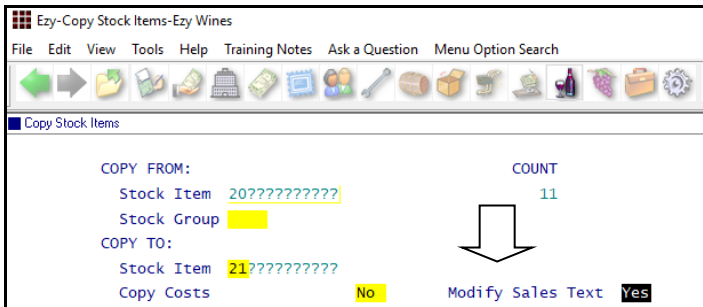 Ezy-Copy Stock Items-Ezy Wines
File Edit View Tools Help Training Notes Ask a Question Menu Option Search
Copy Stock Items
COPY FROM: COUNT
Stock Item 20?????????? 11
Stock Group
COPY TO:
Stock Item 21??????????
Copy Costs No Modify Sales Text Yes